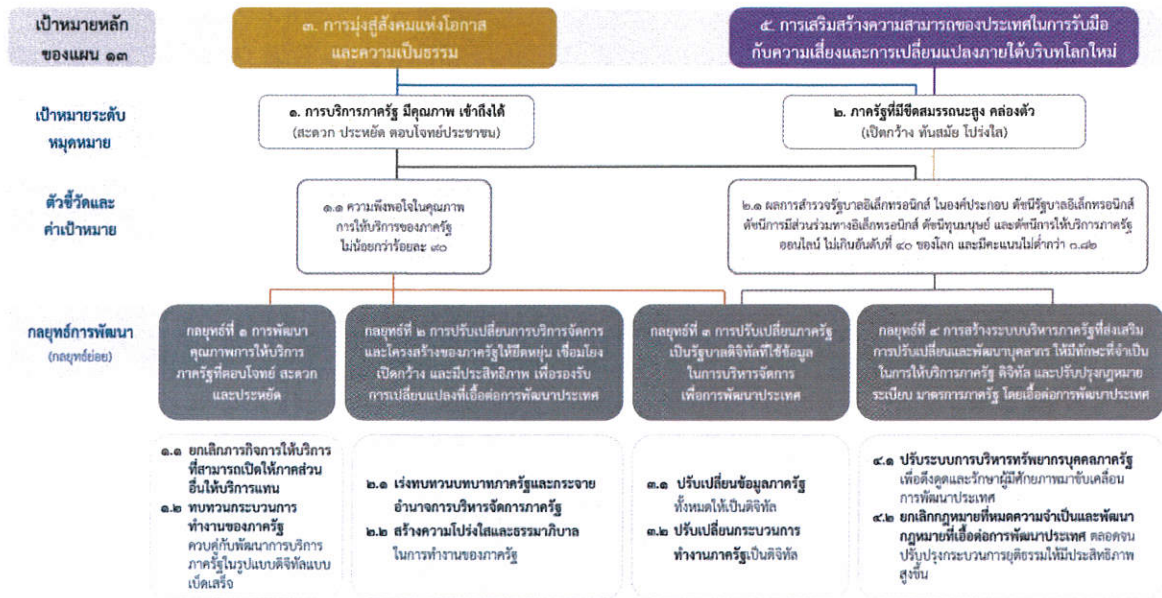 เป้าหมายหลัก
ของแผน ๑๓
๓. การมุ่งสู่สังคมแห่งโอกาส
และความเป็นธรรม
๕. การเสริมสร้างความสามารถของประเทศในการรับมือ
กับความเสี่ยงและการเปลี่ยนแปลงภายใต้บริบทโลกใหม่
เป้าหมายระดับ
หมุดหมาย
๑. การบริการภาครัฐ มีคุณภาพ เข้าถึงได้
(สะดวก ประหยัด ตอบโจทย์ประชาชน)
๒. ภาครัฐที่มีขีดสมรรถนะสูง คล่องตัว
(เปิดกว้าง ทันสมัย โปร่งใส)
ตัวชี้วัดและ
ค่าเป้าหมาย
๑.๑ ความพึงพอใจในคุณภาพ
การให้บริการของภาครัฐ
ไม่น้อยกว่าร้อยละ ๙๐
๒.๑ ผลการสำรวจรัฐบาลอิเล็กทรอนิกส์ ในองค์ประกอบ ดัชนีรัฐบาลอิเล็กทรอนิกส์
ดัชนีการมีส่วนร่วมทางอิเล็กทรอนิกส์ ดัชนีทุนมนุษย์ และดัชนีการให้บริการภาครัฐ
ออนไลน์ ไม่เกินอันดับที่ ๔๐ ของโลก และมีคะแนนไม่ต่ำกว่า ๐.๘๒
กลยุทธ์การพัฒนา
(กลยุทธ์ย่อย)
กลยุทธ์ที่ ๑ การพัฒนา
คุณภาพการให้บริการ
ภาครัฐที่ตอบโจทย์ สะดวก
และประหยัด
กลยุทธ์ที่ ๒ การปรับเปลี่ยนการบริหารจัดการ
และโครงสร้างของภาครัฐให้ยืดหยุ่น เชื่อมโยง
เปิดกว้าง และมีประสิทธิภาพ เพื่อรองรับ
การเปลี่ยนแปลงที่เอื้อต่อการพัฒนาประเทศ
กลยุทธ์ที่ ๓ การปรับเปลี่ยนภาครัฐ
เป็นรัฐบาลดิจิทัลที่ใช้ข้อมูล
ในการบริหารจัดการ
เพื่อการพัฒนาประเทศ
กลยุทธ์ที่ ๔ การสร้างระบบบริหารภาครัฐที่ส่งเสริม
การปรับเปลี่ยนและพัฒนาบุคลากร ให้มีทักษะที่จำเป็น
ในการให้บริการภาครัฐ ดิจิทัล และปรับปรุงกฎหมาย
ระเบียบ มาตรการภาครัฐ โดยเอื้อต่อการพัฒนาประเทศ
๑.๑ ยกเลิกภารกิจการให้บริการ
ที่สามารถเปิดให้ภาคส่วน
อื่นให้บริการแทน
๑.๒ ทบทวนกระบวนการ
ทำงานของภาครัฐ
ควบคู่กับพัฒนาการบริการ
ภาครัฐในรูปแบบดิจิทัลแบบ
เบ็ดเสร็จ
๒.๑ เร่งทบทวนบทบาทภาครัฐและกระจาย
อำนาจการบริหารจัดการภาครัฐ
๒.๒ สร้างความโปร่งใสและธรรมาภิบาล
ในการทำงานของภาครัฐ
๓.๑ ปรับเปลี่ยนข้อมูลภาครัฐ
ทั้งหมดให้เป็นดิจิทัล
๓.๒ ปรับเปลี่ยนกระบวนการ
ทำงานภาครัฐเป็นดิจิทัล
๔.๑ ปรับระบบการบริหารทรัพยากรบุคคลภาครัฐ
เพื่อดึงดูดและรักษาผู้มีศักยภาพมาขับเคลื่อน
การพัฒนาประเทศ
๔.๒ ยกเลิกกฎหมายที่หมดความจำเป็นและพัฒนา
กฎหมายที่เอื้อต่อการพัฒนาประเทศ ตลอดจน
ปรับปรุงกระบวนการยุติธรรมให้มีประสิทธิภาพ
สูงขึ้น